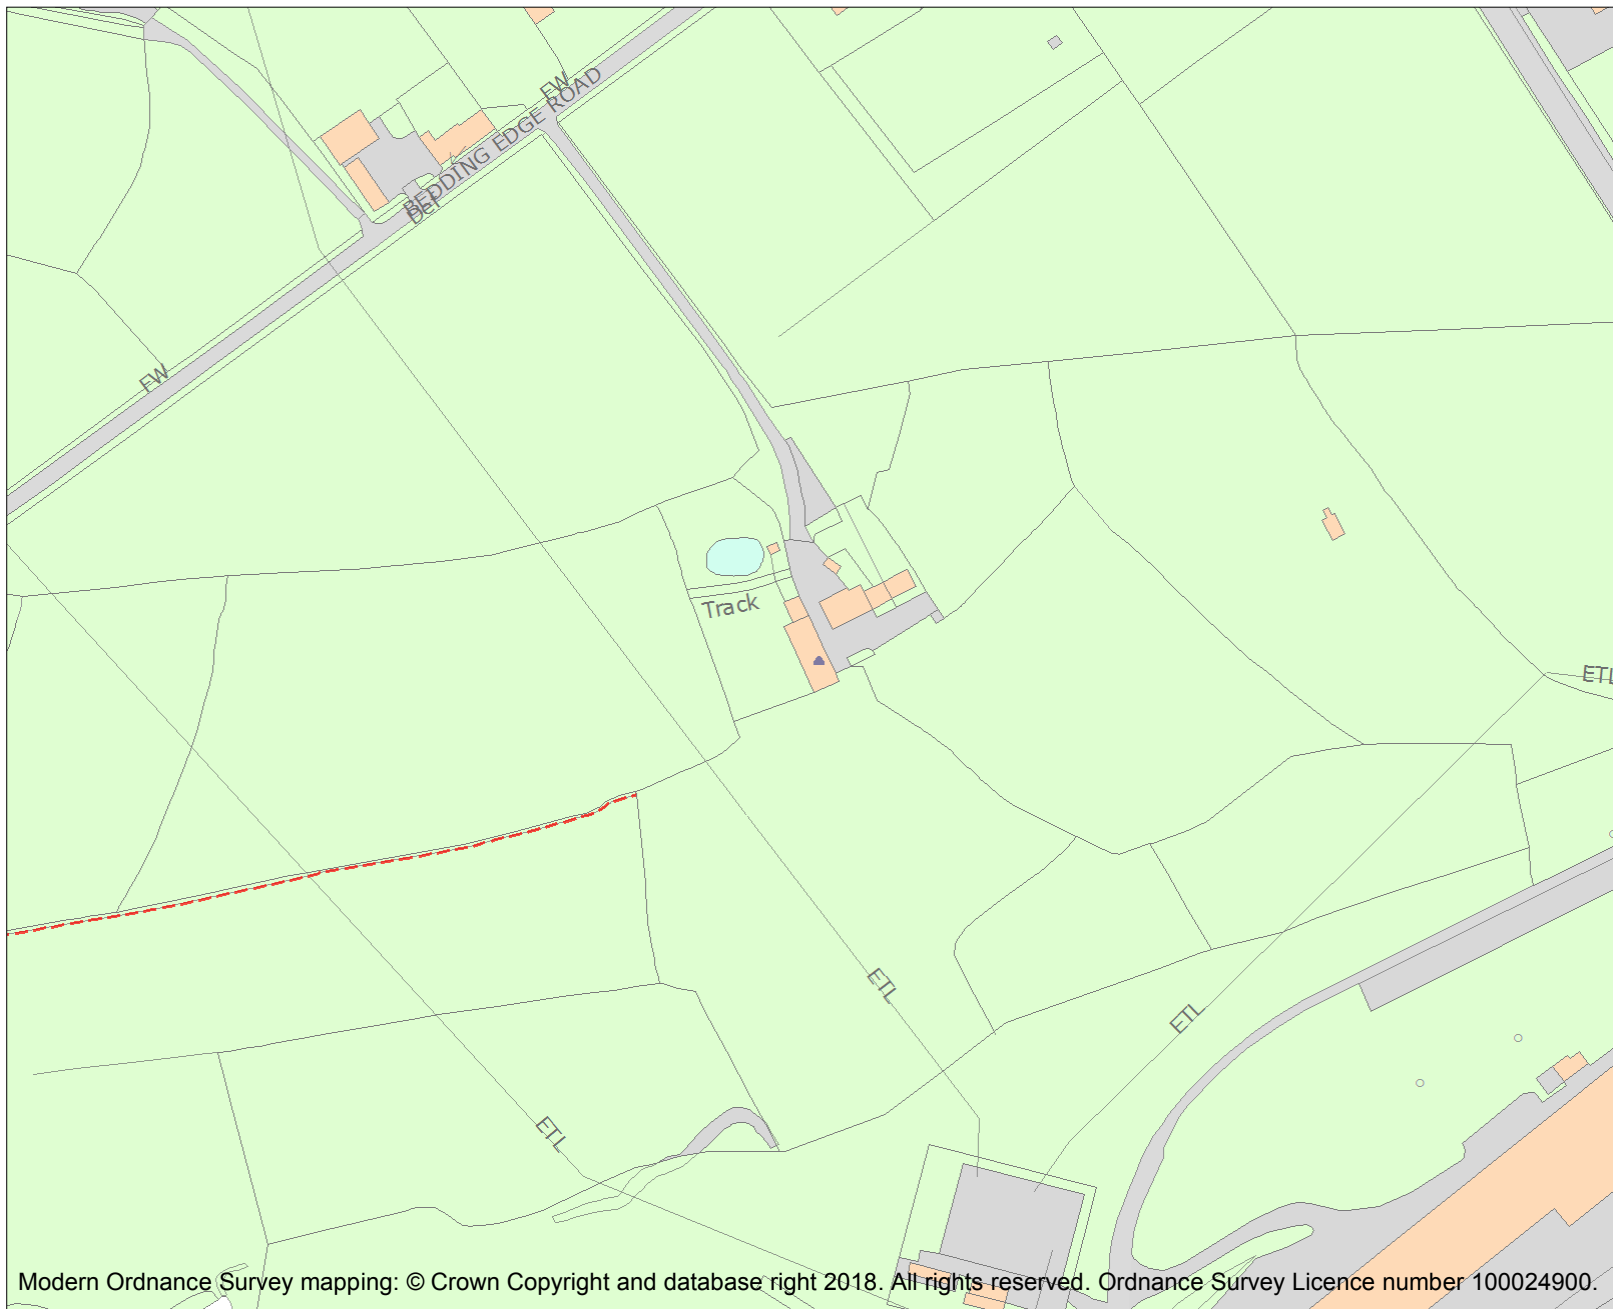 FW
BEDDING EDGE ROAD
Def
FW
Track
ETL
ETL
ETL
ETL
Modern Ordnance Survey mapping: © Crown Copyright and database right 2018. All rights reserved. Ordnance Survey Licence number 100024900.